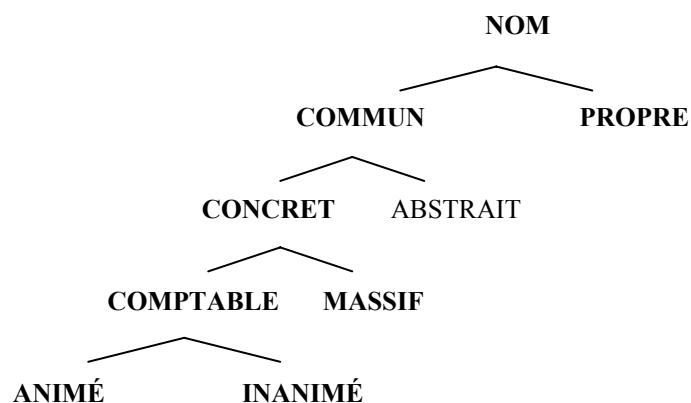 NOM
COMMUN PROPRE
CONCRET ABSTRAIT
COMPTABLE MASSIF
ANIMÉ INANIMÉ